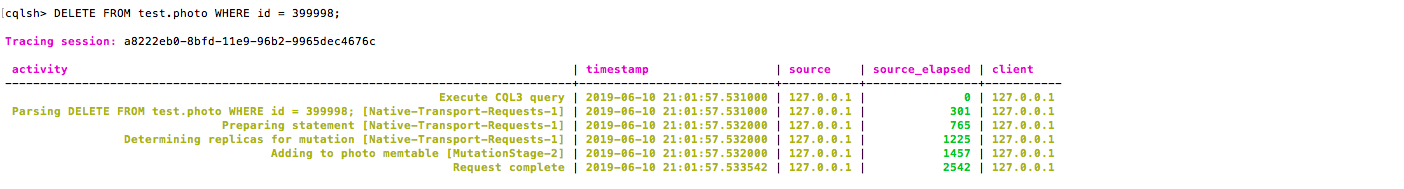 [cqlsh> DELETE FROM test.photo WHERE id = 399998;
Tracing session: a8222eb0-8bfd-11e9-96b2-9965dec4676c
activity | timestamp | source | source_elapsed | client
Execute CQL3 query | 2019-06-10 21:01:57.531000 | 127.0.0.1 | 0 | 127.0.0.1
Parsing DELETE FROM test.photo WHERE id = 399998; [Native-Transport-Requests-1] | 2019-06-10 21:01:57.531000 | 127.0.0.1 | 301 | 127.0.0.1
Preparing statement [Native-Transport-Requests-1] | 2019-06-10 21:01:57.532000 | 127.0.0.1 | 765 | 127.0.0.1
Determining replicas for mutation [Native-Transport-Requests-1] | 2019-06-10 21:01:57.532000 | 127.0.0.1 | 1225 | 127.0.0.1
Adding to photo memtable [MutationStage-2] | 2019-06-10 21:01:57.532000 | 127.0.0.1 | 1457 | 127.0.0.1
Request complete | 2019-06-10 21:01:57.533542 | 127.0.0.1 | 2542 | 127.0.0.1